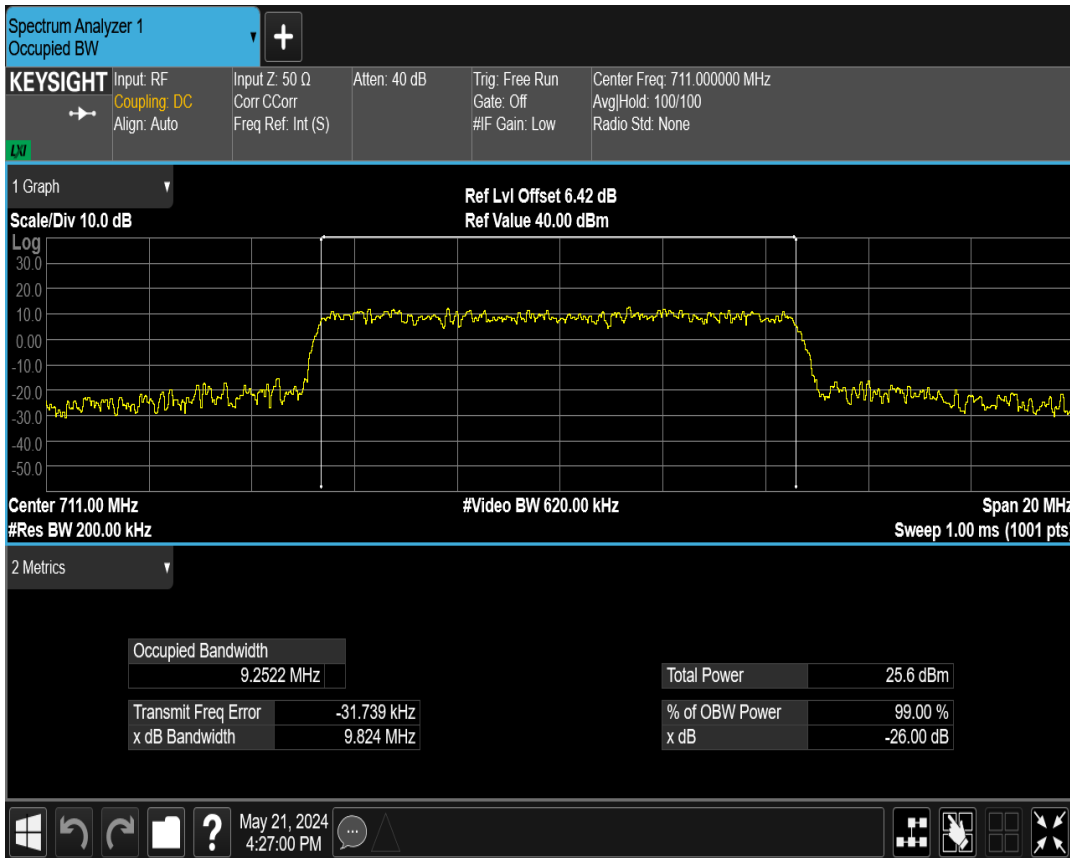 Spectrum Analyzer 1
Occupied BW
+
KEYSIGHT
LXI
Input: RF
Coupling: DC
Align: Auto
Input Z: 50 Ω
Corr CCorr
Freq Ref: Int (S)
Atten: 40 dB
Trig: Free Run
Gate: Off
#IF Gain: Low
Center Freq: 711.000000 MHz
Avg|Hold: 100/100
Radio Std: None
1 Graph
Ref Lvl Offset 6.42 dB
Scale/Div 10.0 dB
Ref Value 40.00 dBm
Log
30.0
20.0
10.0
0.00
-10.0
-20.0
-30.0
-40.0
-50.0
Center 711.00 MHz
#Video BW 620.00 kHz
Span 20 MHz
#Res BW 200.00 kHz
Sweep 1.00 ms (1001 pts)
2 Metrics
Occupied Bandwidth
9.2522 MHz
Total Power 25.6 dBm
Transmit Freq Error -31.739 kHz
% of OBW Power 99.00 %
x dB Bandwidth 9.824 MHz
x dB -26.00 dB
?
May 21, 2024
4:27:00 PM